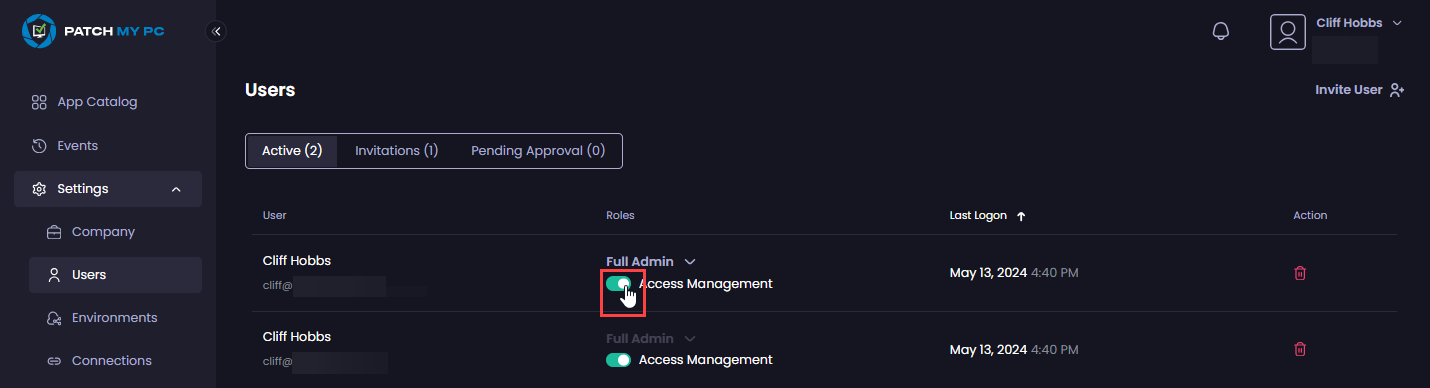 PATCH MY PC
Cliff Hobbs
App Catalog
Events
Settings
Company
Users
Environments
Connections
Users
Invite User
Active (2)
Invitations (1)
Pending Approval (0)
User
Roles
Last Logon
Action
Cliff Hobbs
cliff@
Full Admin
Access Management
May 13, 2024 4:40 PM
Cliff Hobbs
cliff@
Full Admin
Access Management
May 13, 2024 4:40 PM